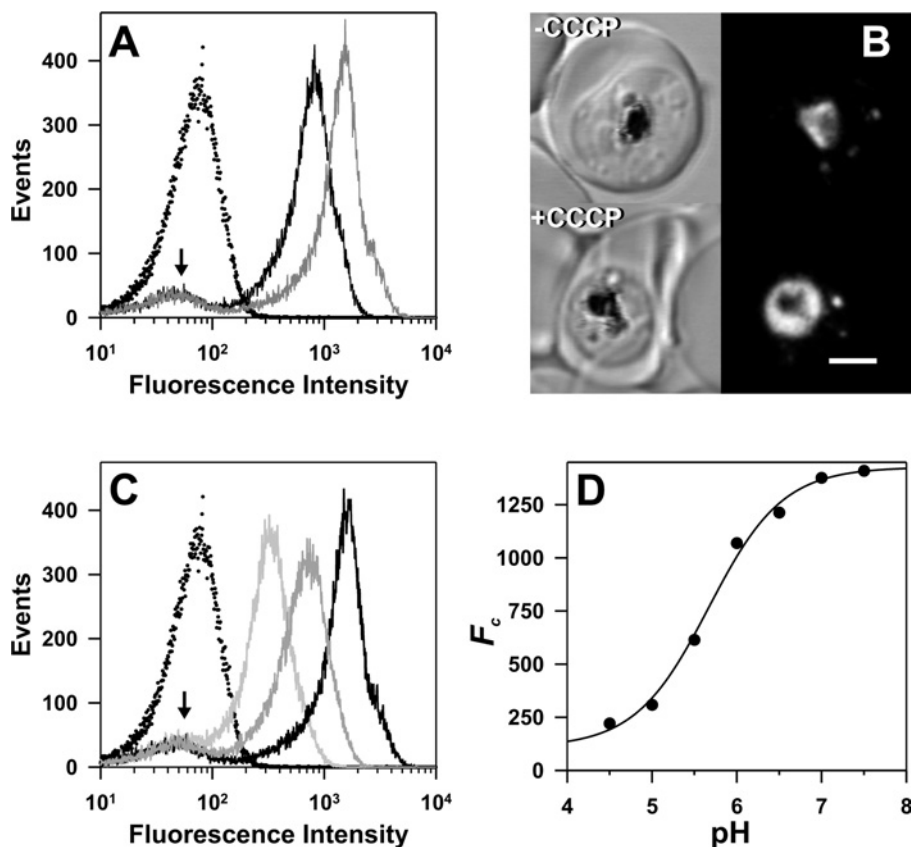 A
Events
400
300
200
100
0
10¹ 10² 10³ 10⁴
Fluorescence Intensity
-CCCP
B
+CCCP
C
Events
400
300
200
100
0
10¹ 10² 10³ 10⁴
Fluorescence Intensity
D
F_c
1250
1000
750
500
250
0
4 5 6 7 8
pH